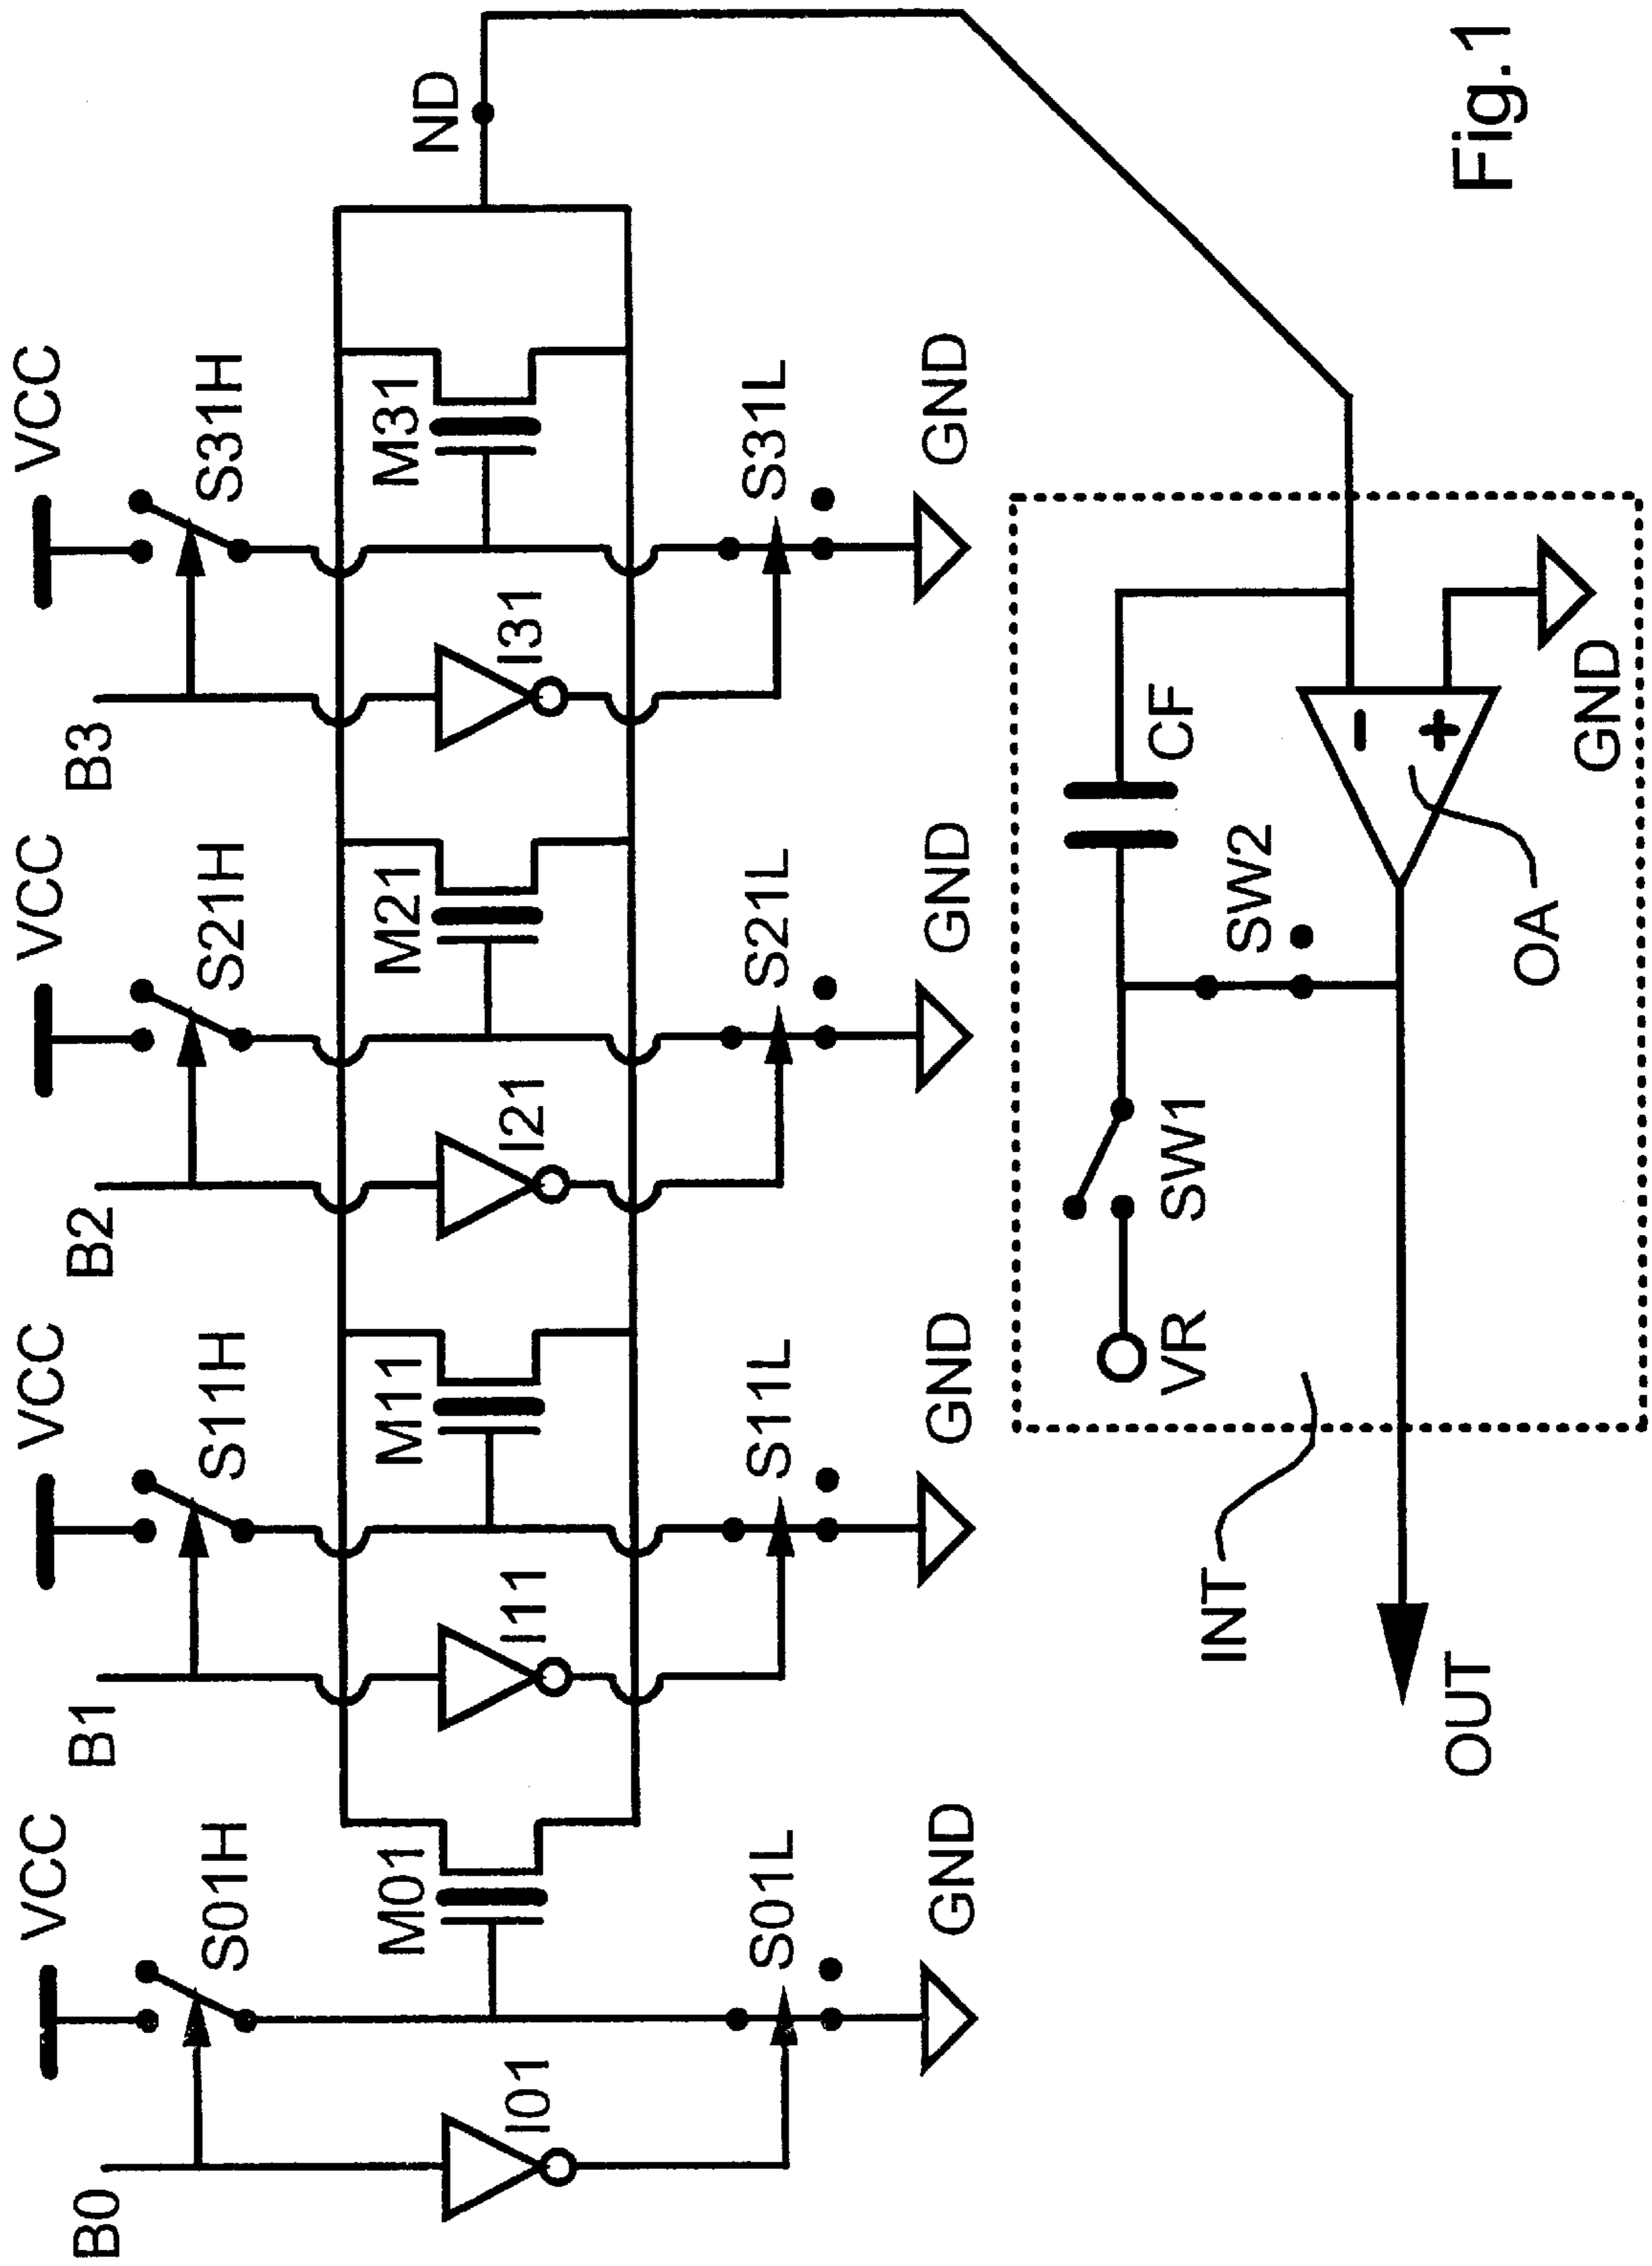 VCC
VCC
VCC
VCC
B0
S01H
B1
S11H
B2
S21H
B3
S31H
ND
M01
M11
M21
M31
I01
I11
I21
I31
S01L
S11L
S21L
S31L
GND
GND
GND
GND
CF
VR
SW1
SW2
INT
OA
GND
OUT
Fig.1